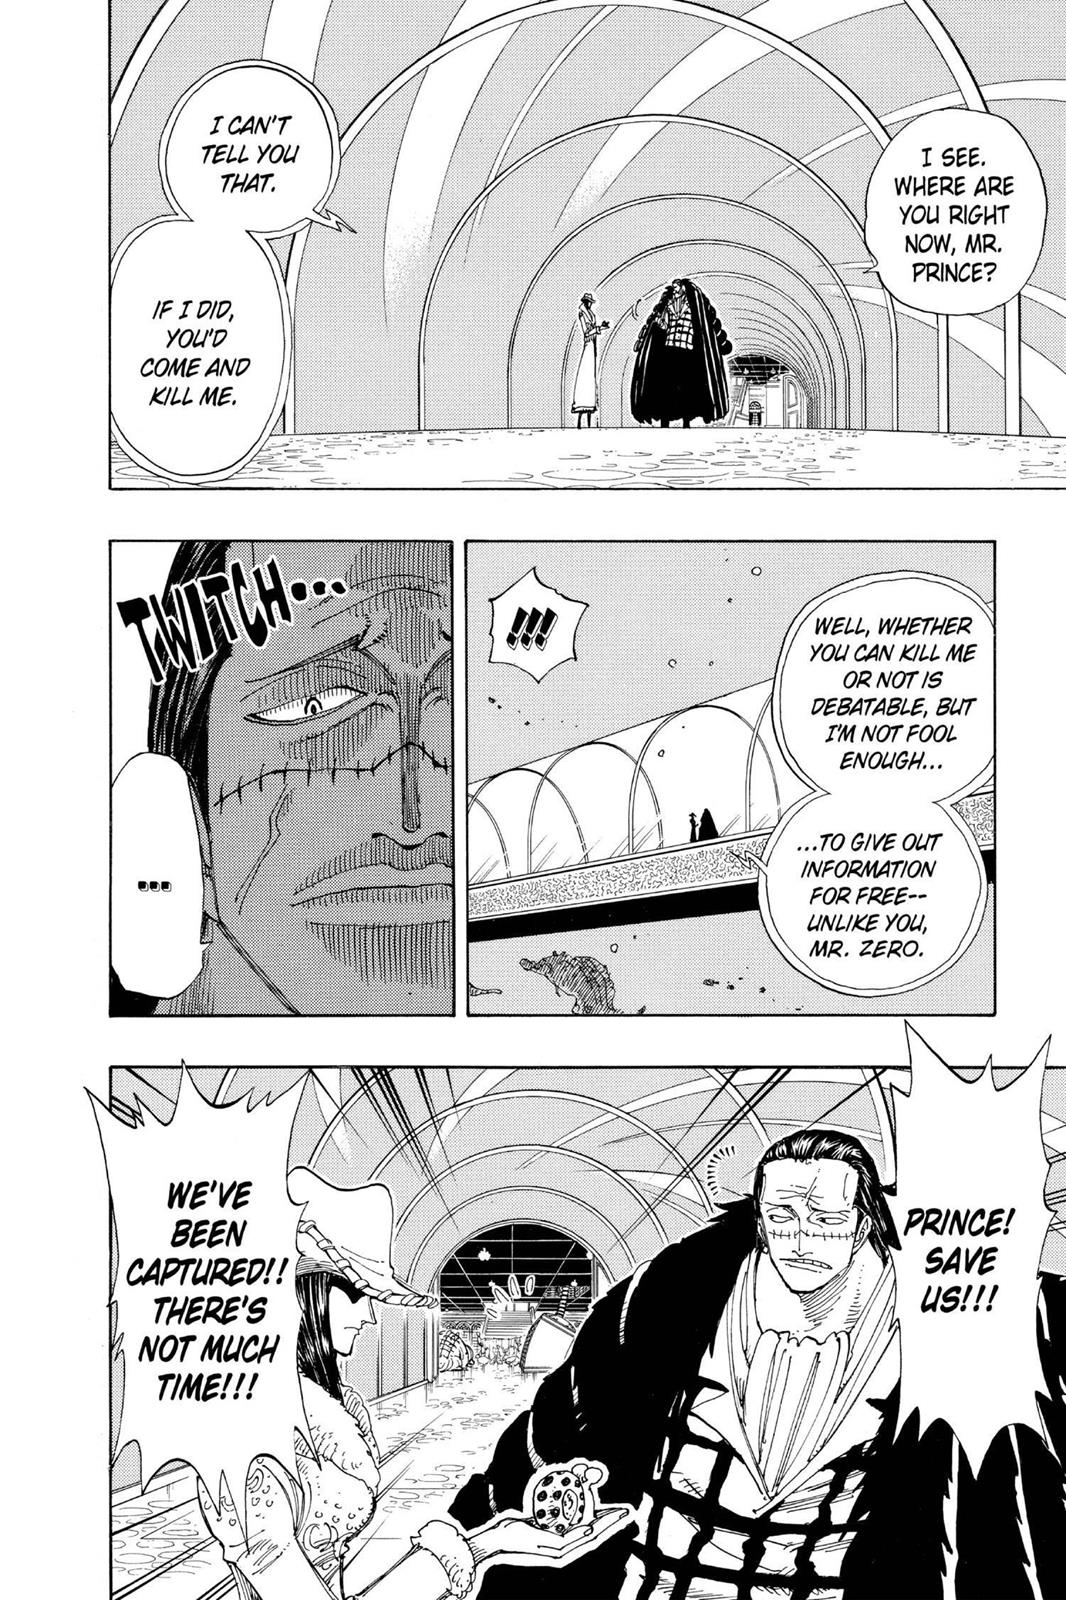 I SEE.
WHERE ARE
YOU RIGHT
NOW, MR.
PRINCE?
I CAN'T
TELL YOU
THAT.
IF I DID,
YOU'D
COME AND
KILL ME.
WELL, WHETHER
YOU CAN KILL ME
OR NOT IS
DEBATABLE, BUT
I'M NOT FOOL
ENOUGH...
...TO GIVE OUT
INFORMATION
FOR FREE--
UNLIKE YOU,
MR. ZERO.
!!!
TWITCH...
...
PRINCE!
SAVE
US!!!
WE'VE
BEEN
CAPTURED!!
THERE'S
NOT MUCH
TIME!!!